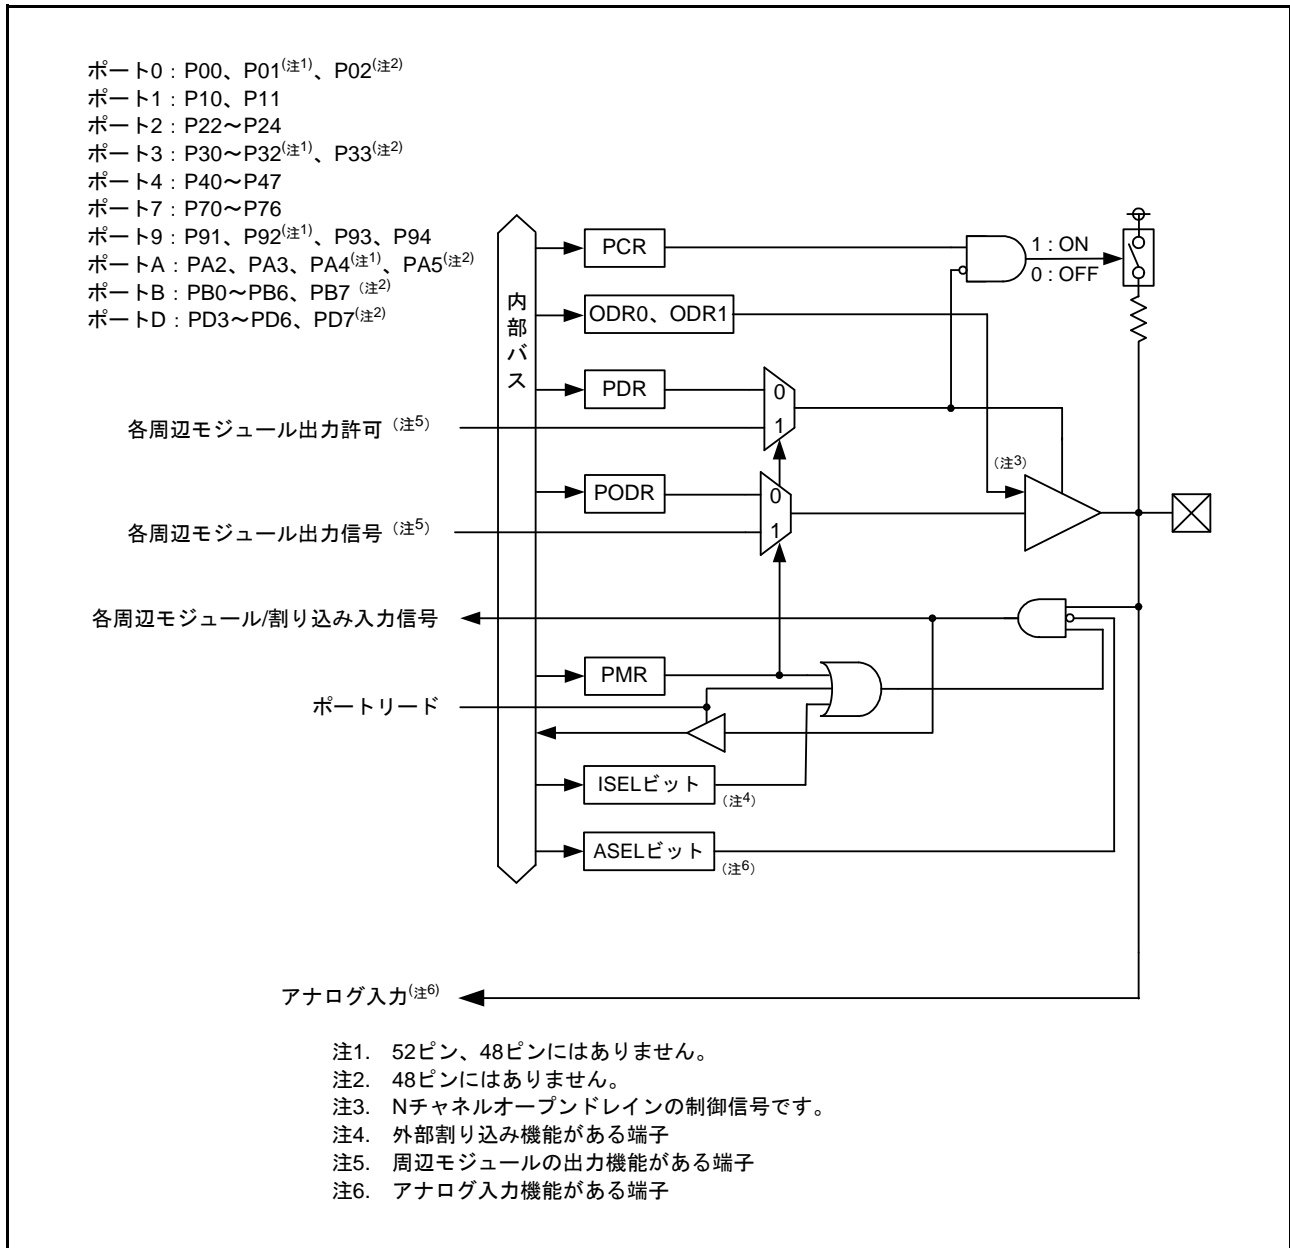 ポート0：P00、P01(注1)、P02(注2)
ポート1：P10、P11
ポート2：P22～P24
ポート3：P30～P32(注1)、P33(注2)
ポート4：P40～P47
ポート7：P70～P76
ポート9：P91、P92(注1)、P93、P94
ポートA：PA2、PA3、PA4(注1)、PA5(注2)
ポートB：PB0～PB6、PB7 (注2)
ポートD：PD3～PD6、PD7(注2)
内部バス
PCR
1 : ON
0 : OFF
ODR0、ODR1
PDR
0
1
各周辺モジュール出力許可（注5）
（注3）
PODR
0
1
各周辺モジュール出力信号（注5）
各周辺モジュール/割り込み入力信号
PMR
ポートリード
ISELビット
（注4）
ASELビット
（注6）
アナログ入力(注6)
注1. 52ピン、48ピンにはありません。
注2. 48ピンにはありません。
注3. Nチャネルオープンドレインの制御信号です。
注4. 外部割り込み機能がある端子
注5. 周辺モジュールの出力機能がある端子
注6. アナログ入力機能がある端子